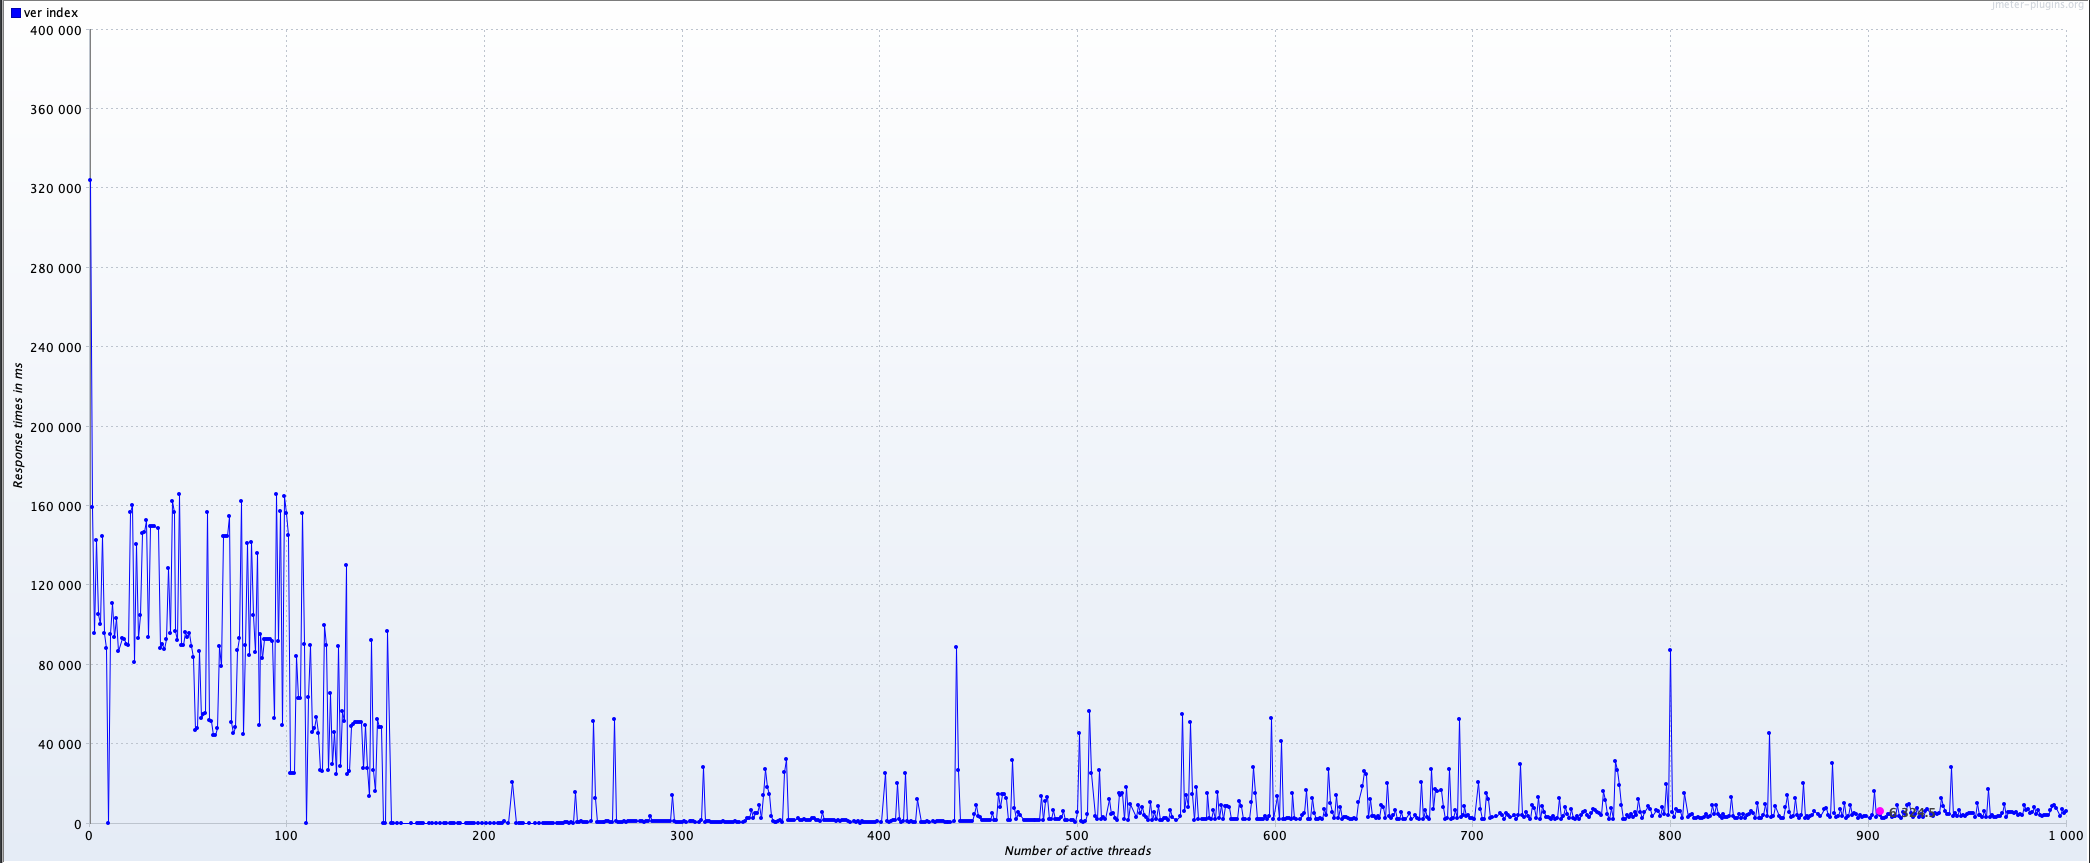 jmeter-plugins.org
ver index
400 000
360 000
320 000
280 000
240 000
200 000
160 000
120 000
80 000
40 000
0
Response times in ms
0 100 200 300 400 500 600 700 800 900 1 000
Number of active threads